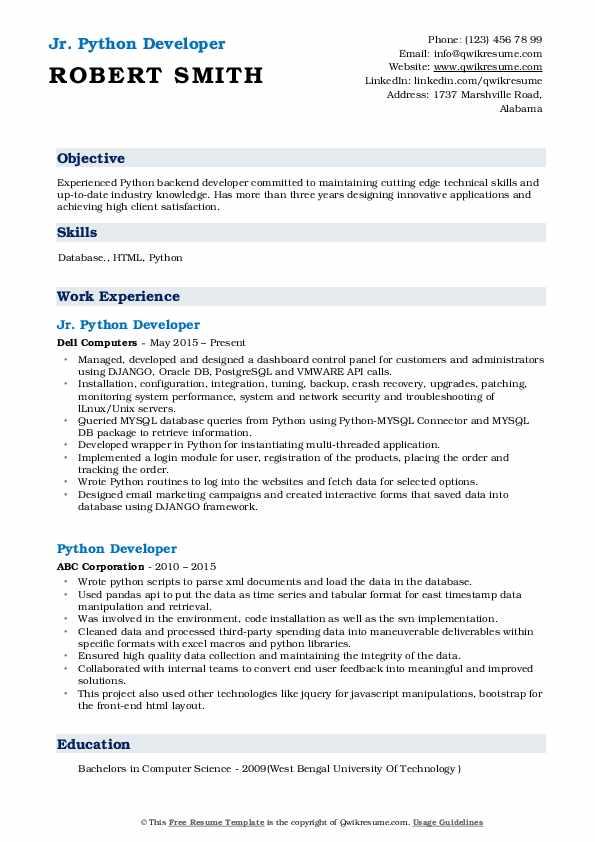 Jr. Python Developer
ROBERT SMITH
Phone: (123) 456 78 99
Email: info@qwikresume.com
Website: www.qwikresume.com
LinkedIn: linkedin.com/qwikresume
Address: 1737 Marshville Road,
Alabama
Objective
Experienced Python backend developer committed to maintaining cutting edge technical skills and
up-to-date industry knowledge. Has more than three years designing innovative applications and
achieving high client satisfaction.
Skills
Database., HTML, Python
Work Experience
Jr. Python Developer
Dell Computers - May 2015 – Present
• Managed, developed and designed a dashboard control panel for customers and administrators
using DJANGO, Oracle DB, PostgreSQL and VMWARE API calls.
• Installation, configuration, integration, tuning, backup, crash recovery, upgrades, patching,
monitoring system performance, system and network security and troubleshooting of
lLnux/Unix servers.
• Queried MYSQL database queries from Python using Python-MYSQL Connector and MYSQL
DB package to retrieve information.
• Developed wrapper in Python for instantiating multi-threaded application.
• Implemented a login module for user, registration of the products, placing the order and
tracking the order.
• Wrote Python routines to log into the websites and fetch data for selected options.
• Designed email marketing campaigns and created interactive forms that saved data into
database using DJANGO framework.
Python Developer
ABC Corporation - 2010 – 2015
• Wrote python scripts to parse xml documents and load the data in the database.
• Used pandas api to put the data as time series and tabular format for east timestamp data
manipulation and retrieval.
• Was involved in the environment, code installation as well as the svn implementation.
• Cleaned data and processed third-party spending data into maneuverable deliverables within
specific formats with excel macros and python libraries.
• Ensured high quality data collection and maintaining the integrity of the data.
• Collaborated with internal teams to convert end user feedback into meaningful and improved
solutions.
• This project also used other technologies like jquery for javascript manipulations, bootstrap for
the front-end html layout.
Education
Bachelors in Computer Science - 2009(West Bengal University Of Technology )
© This Free Resume Template is the copyright of Qwikresume.com. Usage Guidelines